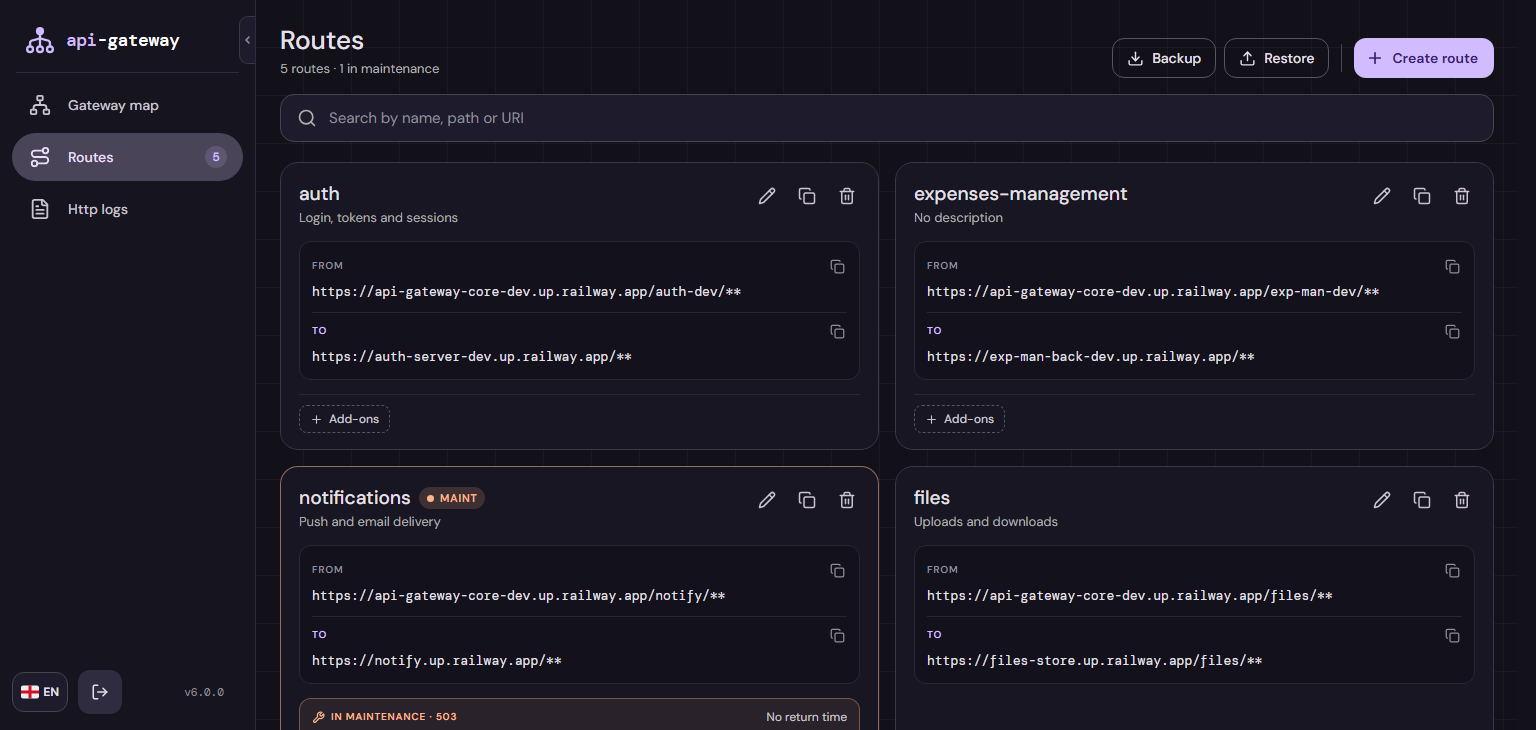 api-gateway
Gateway map
Routes 5
Http logs
EN
v6.0.0
Routes
5 routes · 1 in maintenance
Backup
Restore
Create route
Search by name, path or URI
auth
Login, tokens and sessions
FROM
https://api-gateway-core-dev.up.railway.app/auth-dev/**
TO
https://auth-server-dev.up.railway.app/**
+ Add-ons
expenses-management
No description
FROM
https://api-gateway-core-dev.up.railway.app/exp-man-dev/**
TO
https://exp-man-back-dev.up.railway.app/**
+ Add-ons
notifications MAINT
Push and email delivery
FROM
https://api-gateway-core-dev.up.railway.app/notify/**
TO
https://notify.up.railway.app/**
IN MAINTENANCE · 503 No return time
files
Uploads and downloads
FROM
https://api-gateway-core-dev.up.railway.app/files/**
TO
https://files-store.up.railway.app/files/**